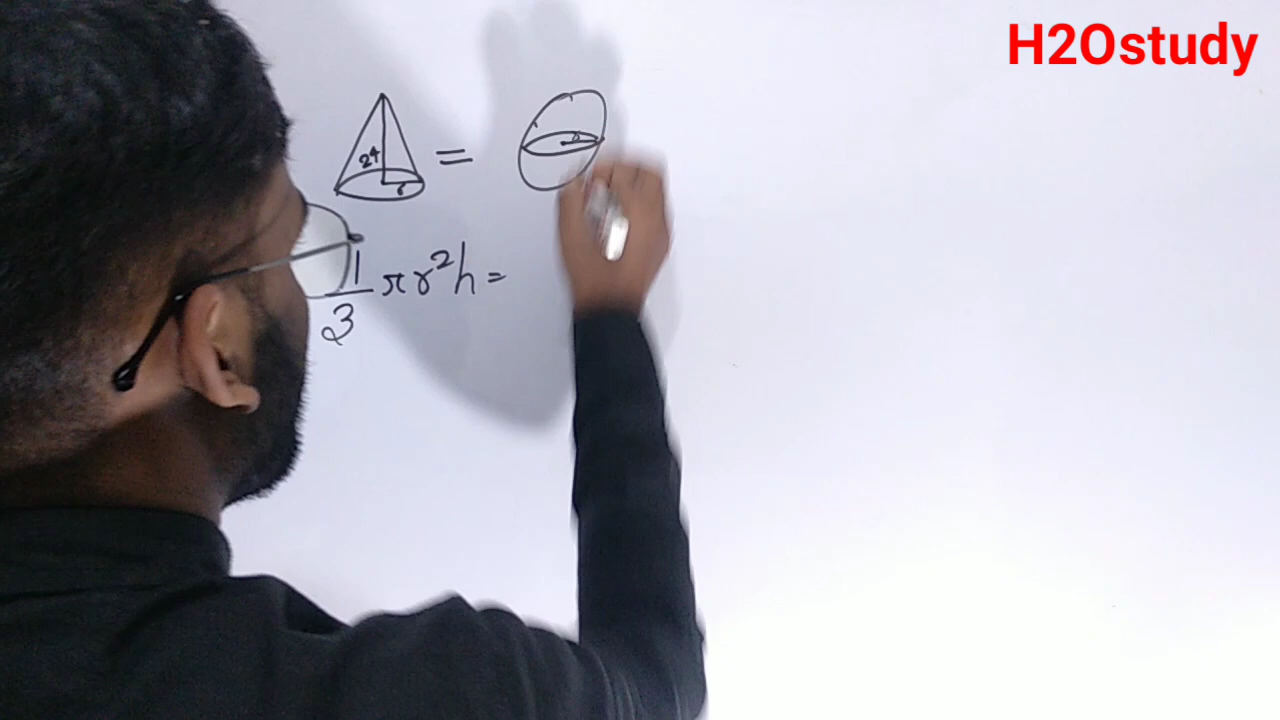 H2Ostudy
24
=
r
1/3 πr²h =